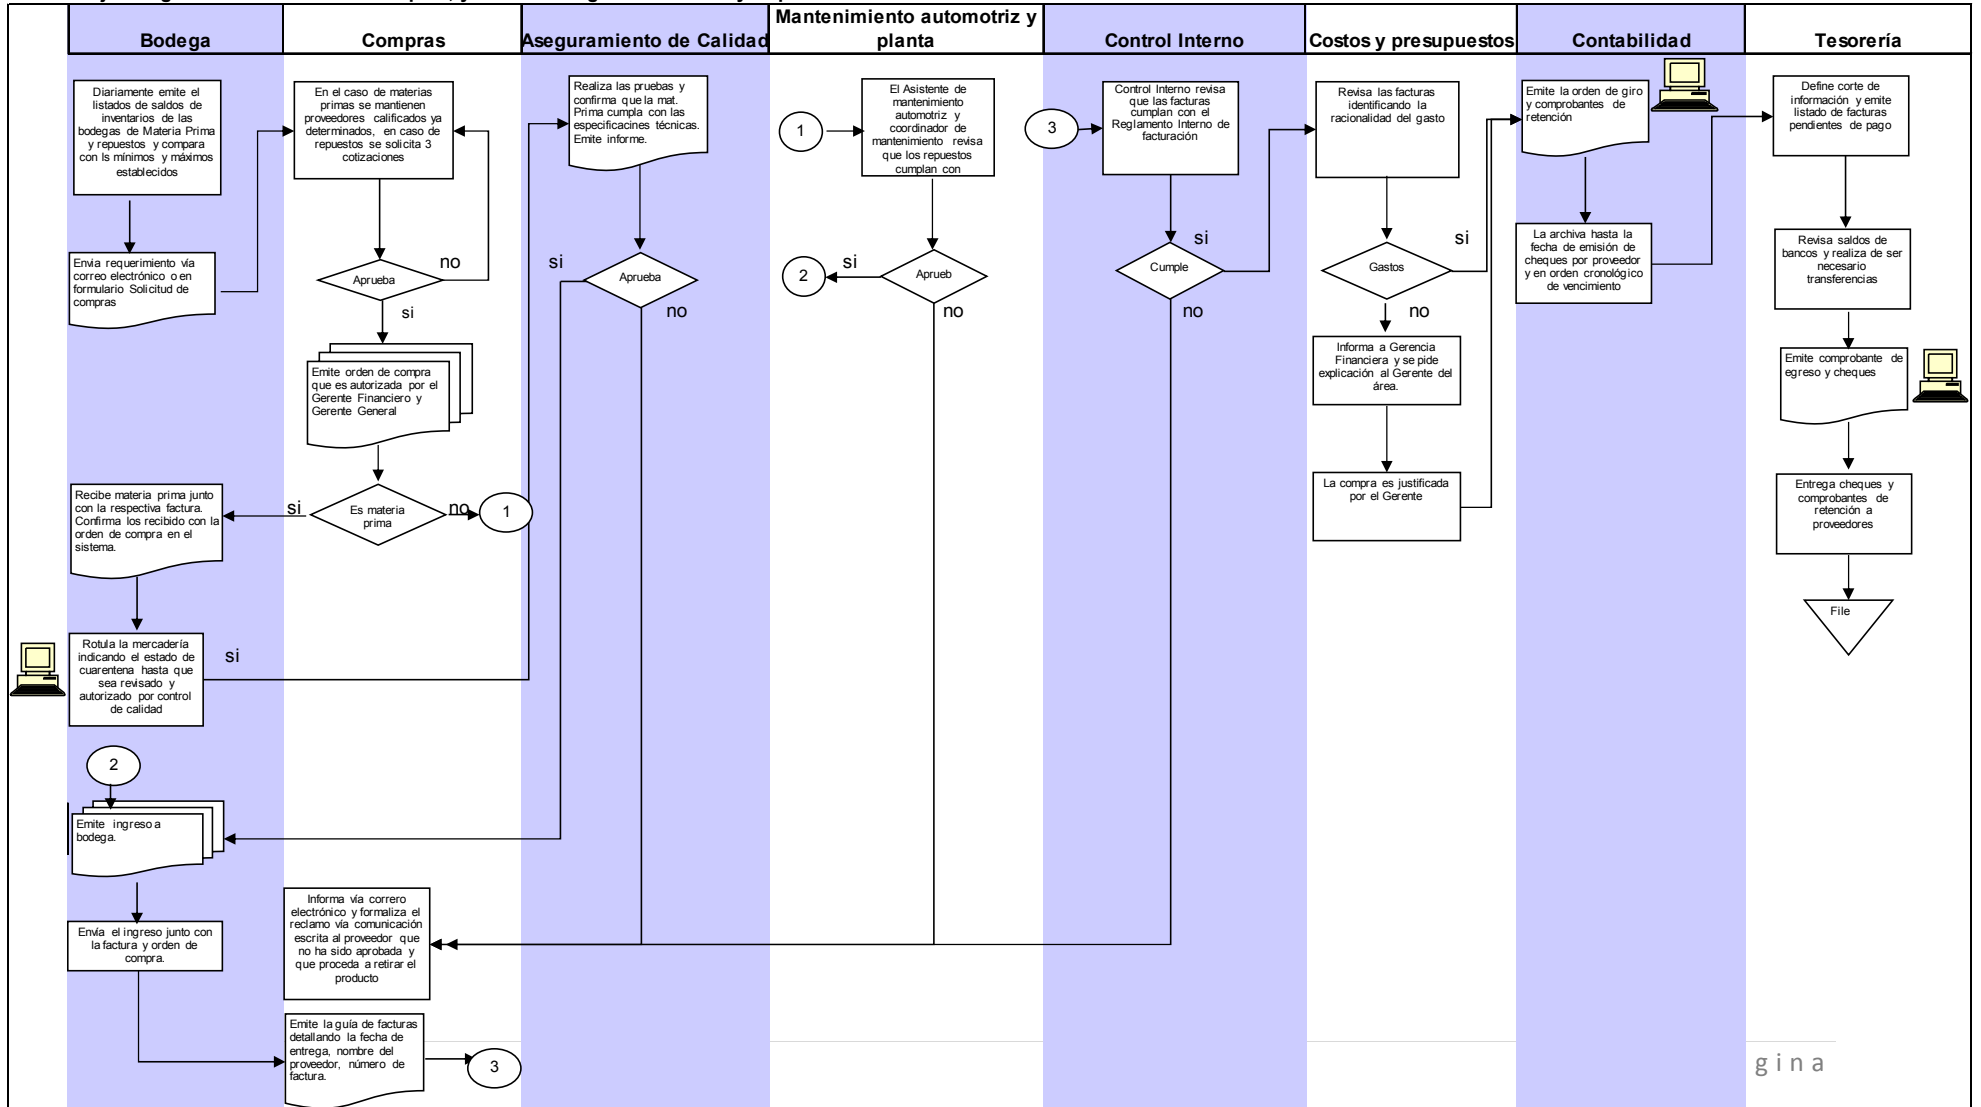 Bodega
Compras
Aseguramiento de Calidad
Mantenimiento automotriz y
planta
Control Interno
Costos y presupuestos
Contabilidad
Tesorería
Diariamente emite el
listados de saldos de
inventarios de las
bodegas de Materia Prima
y repuestos y compara
con ls mínimos y máximos
establecidos
Envia requerimiento vía
correo electrónico o en
formulario Solicitud de
compras
Recibe materia prima junto
con la respectiva factura.
Confirma los recibido con la
orden de compra en el
sistema.
Rotula la mercadería
indicando el estado de
cuarentena hasta que
sea revisado y
autorizado por control
de calidad
si
2
Emite ingreso a
bodega.
Envía el ingreso junto con
la factura y orden de
compra.
En el caso de materias
primas se mantienen
proveedores calificados ya
determinados, en caso de
repuestos se solicita 3
cotizaciones
Aprueba
no
si
Emite orden de compra
que es autorizada por el
Gerente Financiero y
Gerente General
Es materia
prima
si
no
1
Informa vía correro
electrónico y formaliza el
reclamo vía comunicación
escrita al proveedor que
no ha sido aprobada y
que proceda a retirar el
producto
Emite la guía de facturas
detallando la fecha de
entrega, nombre del
proveedor, número de
factura.
3
Realiza las pruebas y
confirma que la mat.
Prima cumpla con las
especificacines técnicas.
Emite informe.
si
Aprueba
no
1
El Asistente de
mantenimiento
automotriz y
coordinador de
mantenimiento revisa
que los repuestos
cumplan con
2
si
Aprueb
no
3
Control Interno revisa
que las facturas
cumplan con el
Reglamento Interno de
facturación
si
Cumple
no
Revisa las facturas
identificando la
racionalidad del gasto
si
Gastos
no
Informa a Gerencia
Financiera y se pide
explicación al Gerente del
área.
La compra es justificada
por el Gerente
Emite la orden de giro
y comprobantes de
retención
La archiva hasta la
fecha de emisión de
cheques por proveedor
y en orden cronológico
de vencimiento
Define corte de
información y emite
listado de facturas
pendientes de pago
Revisa saldos de
bancos y realiza de ser
necesario
transferencias
Emite comprobante de
egreso y cheques
Entrega cheques y
comprobantes de
retención a
proveedores
File
gina